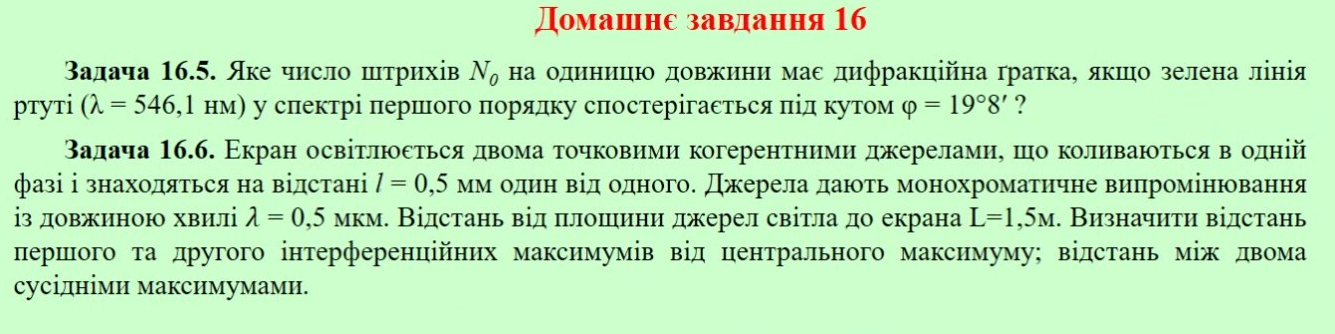 Домашнє завдання 16
Задача 16.5. Яке число штрихів N₀ на одиницю довжини має дифракційна ґратка, якщо зелена лінія
ртуті (λ = 546,1 нм) у спектрі першого порядку спостерігається під кутом φ = 19°8′ ?
Задача 16.6. Екран освітлюється двома точковими когерентними джерелами, що коливаються в одній
фазі і знаходяться на відстані l = 0,5 мм один від одного. Джерела дають монохроматичне випромінювання
із довжиною хвилі λ = 0,5 мкм. Відстань від площини джерел світла до екрана L=1,5м. Визначити відстань
першого та другого інтерференційних максимумів від центрального максимуму; відстань між двома
сусідніми максимумами.